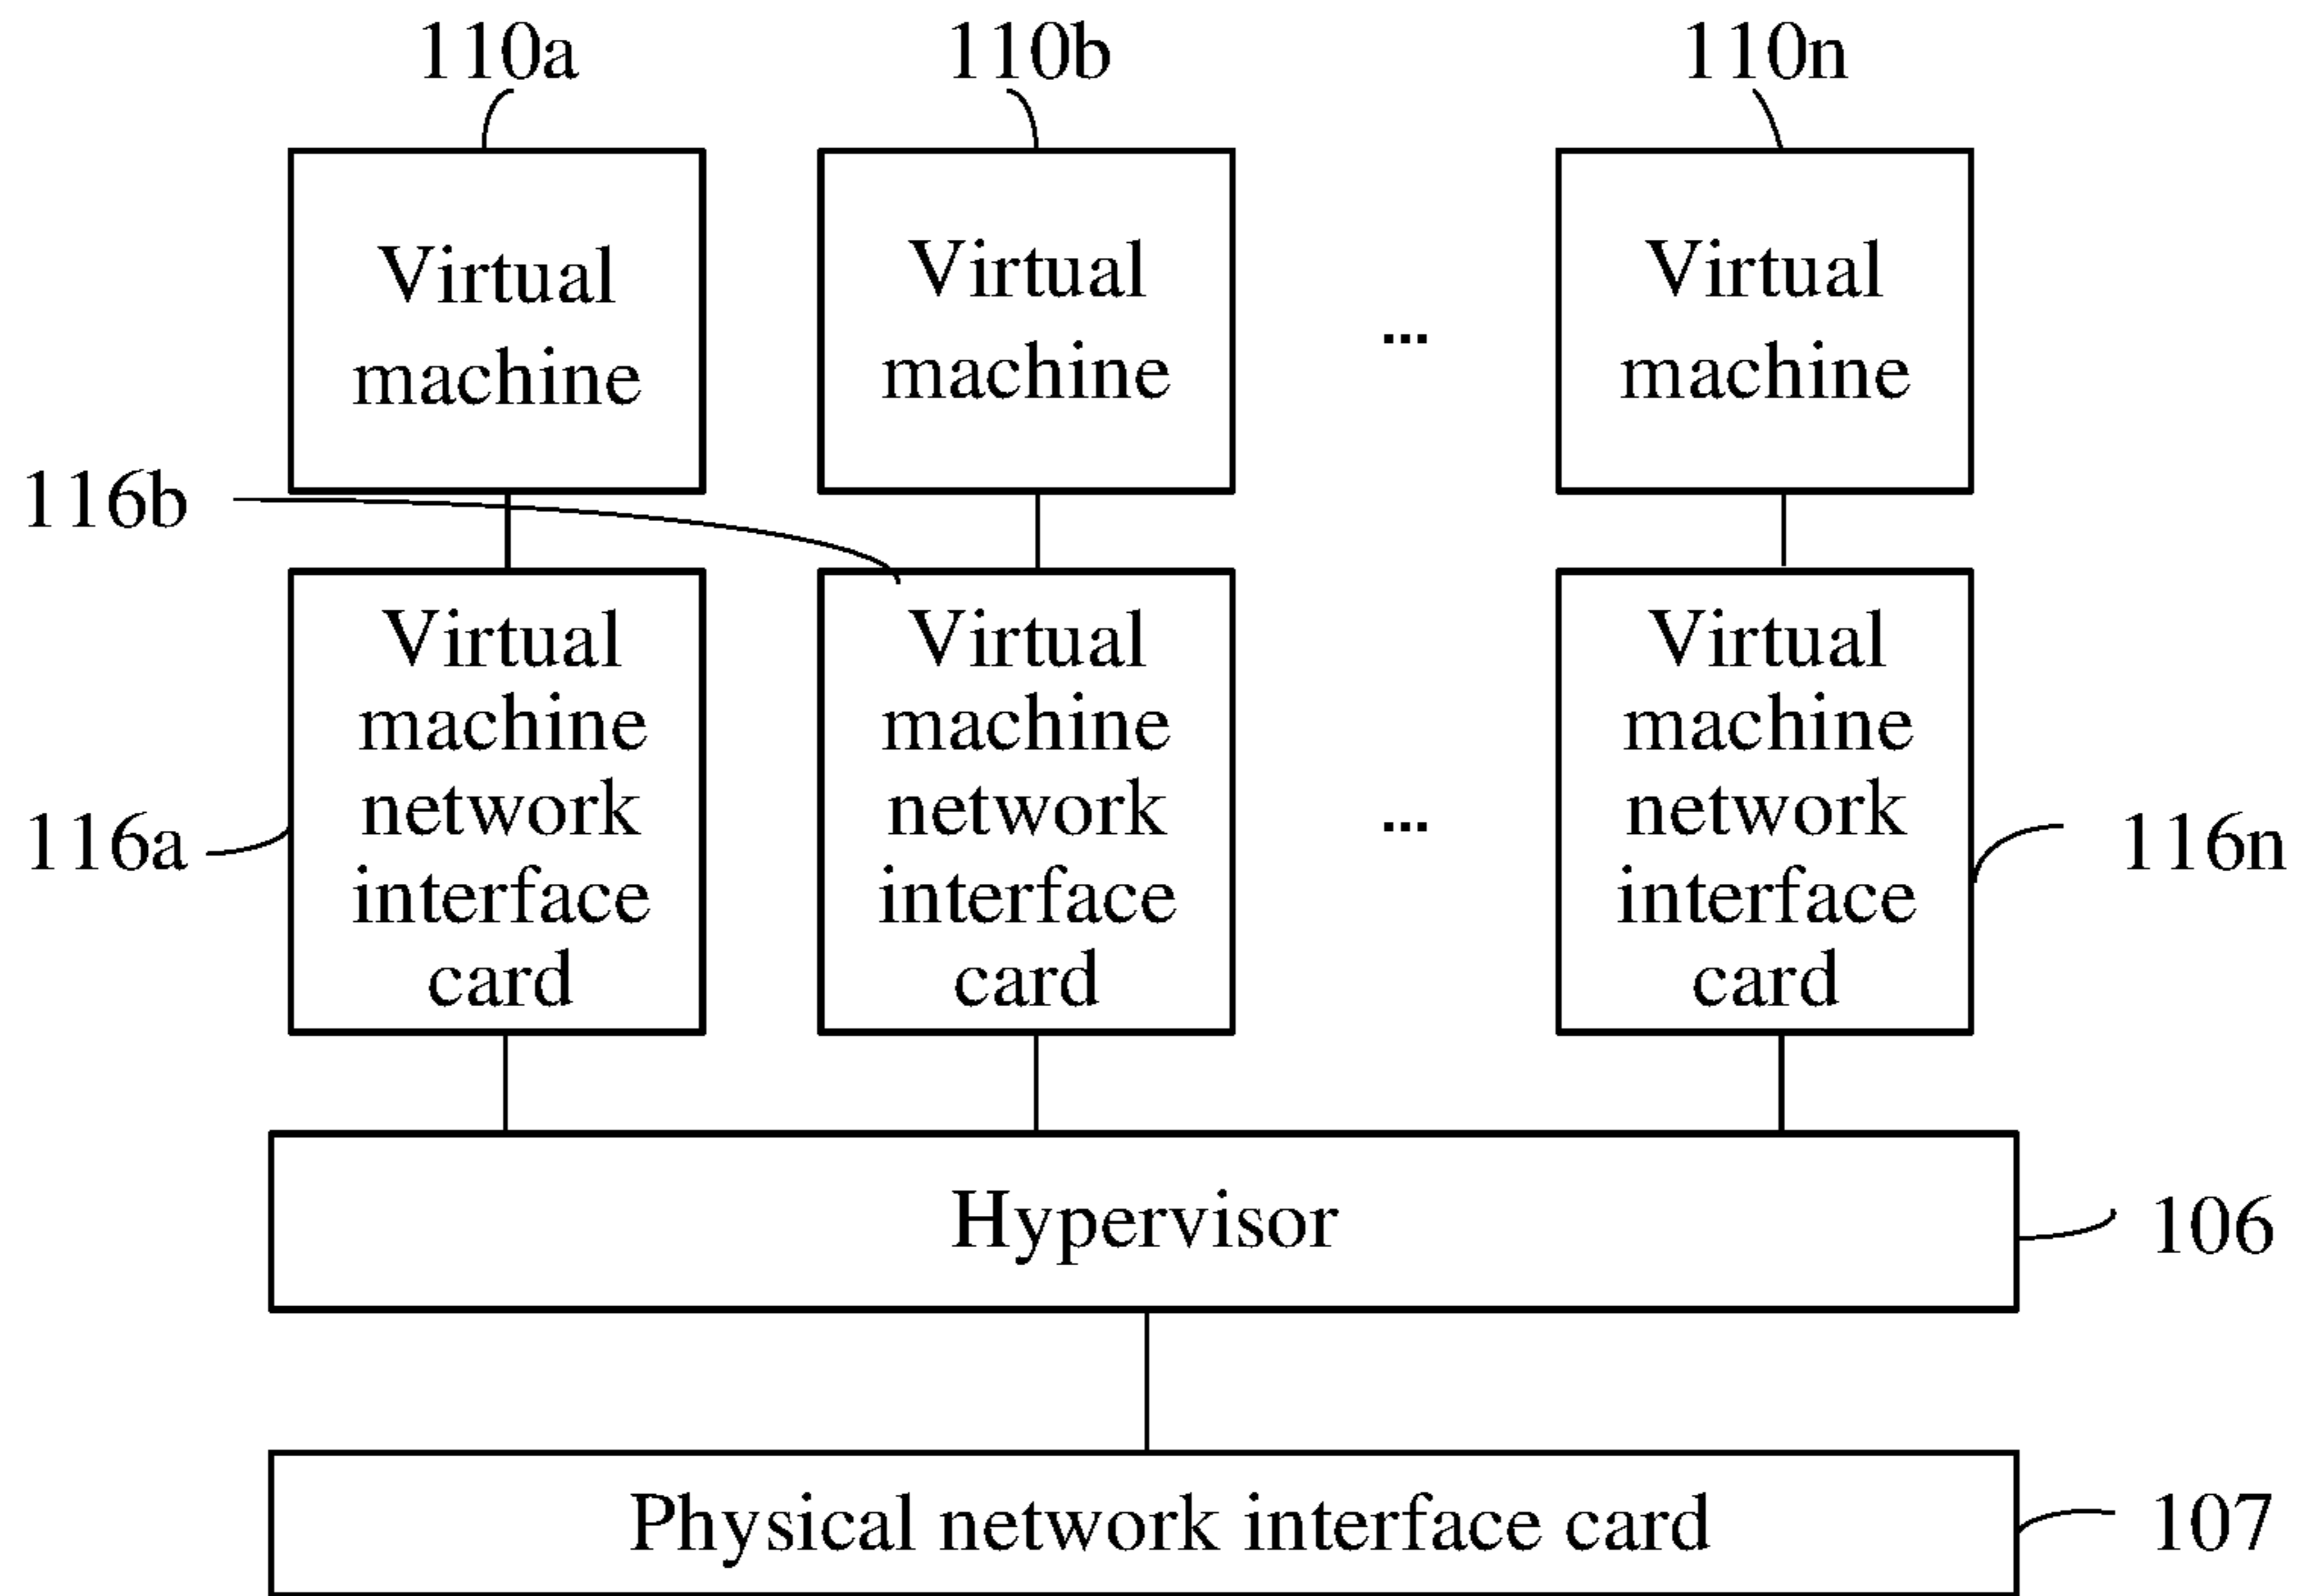 110a
110b
110n
Virtual
machine
Virtual
machine
...
Virtual
machine
116b
Virtual
machine
network
interface
card
Virtual
machine
network
interface
card
...
Virtual
machine
network
interface
card
116a
116n
Hypervisor
106
Physical network interface card
107